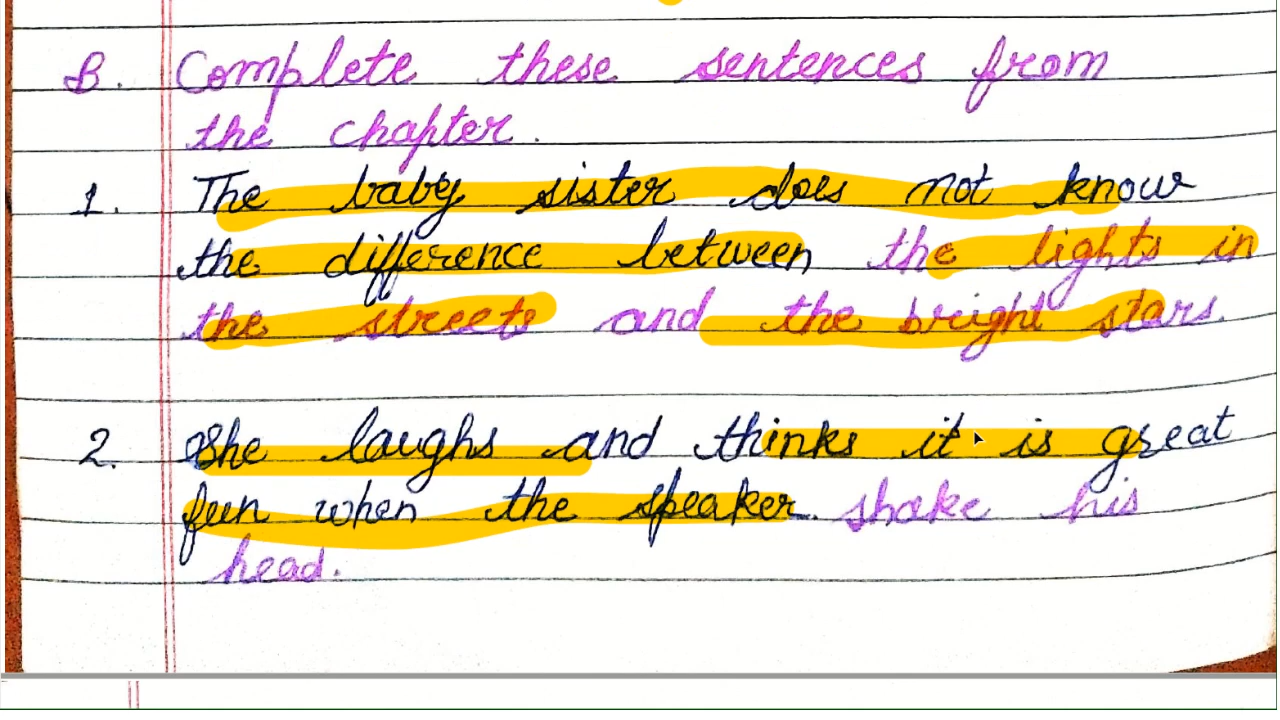 B. Complete these sentences from
the chapter.
1. The baby sister does not know
the difference between the lights in
the streets and the bright stars.
2. She laughs and thinks it is great
fun when the speaker shake his
head.